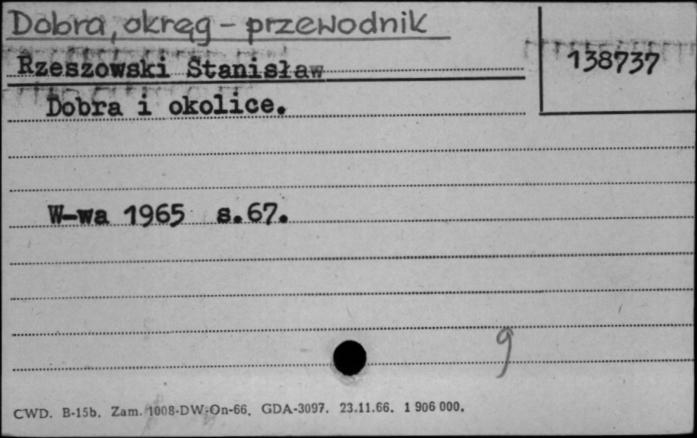 Dobra, okręg - przewodnik
Rzeszowski Stanisław
138737
Dobra i okolice.
W-wa 1965 s.67.
9
CWD. B-15b. Zam. 1008-DW-On-66. GDA-3097. 23.11.66. 1 906 000.